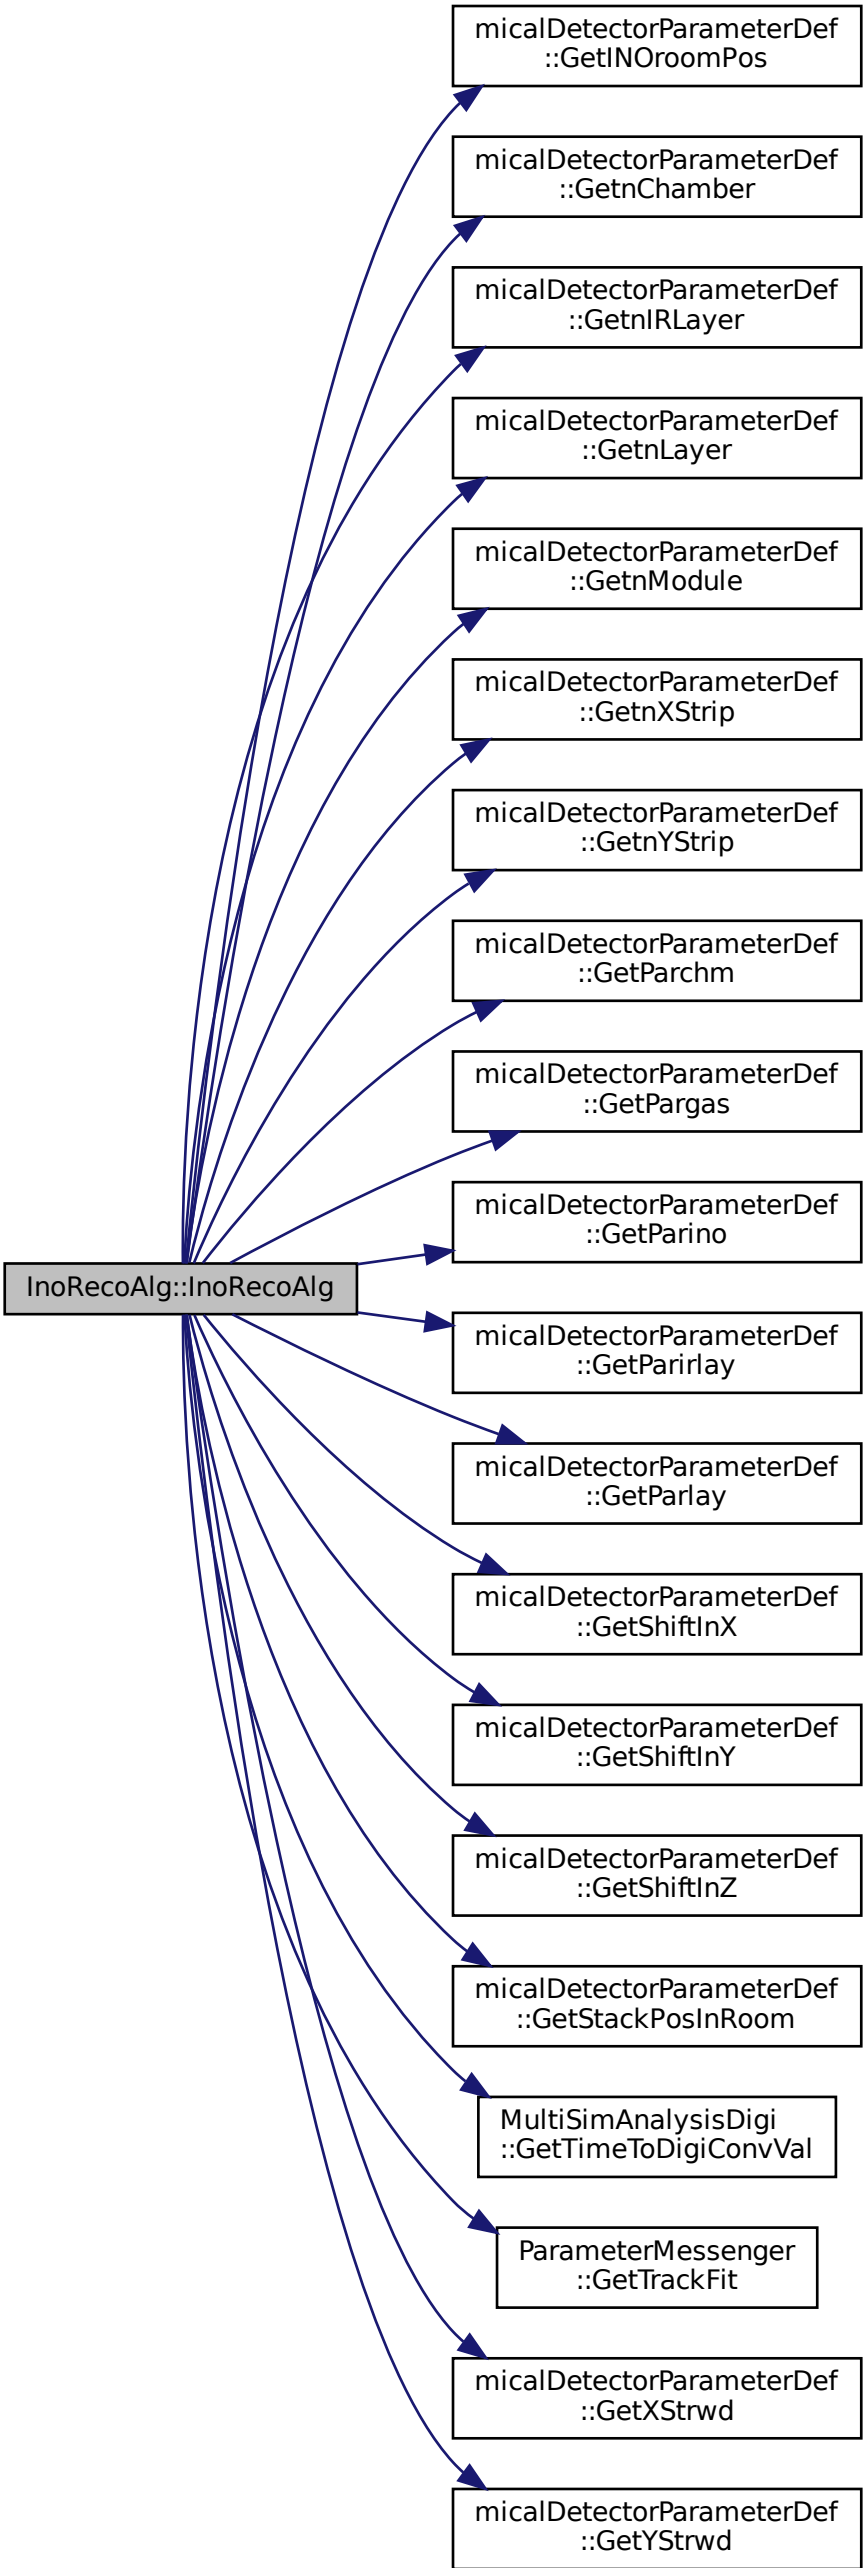 micalDetectorParameterDef
::GetINOroomPos
micalDetectorParameterDef
::GetnChamber
micalDetectorParameterDef
::GetnIRLayer
micalDetectorParameterDef
::GetnLayer
micalDetectorParameterDef
::GetnModule
micalDetectorParameterDef
::GetnXStrip
micalDetectorParameterDef
::GetnYStrip
micalDetectorParameterDef
::GetParchm
micalDetectorParameterDef
::GetPargas
micalDetectorParameterDef
::GetParino
InoRecoAlg::InoRecoAlg
micalDetectorParameterDef
::GetParirlay
micalDetectorParameterDef
::GetParlay
micalDetectorParameterDef
::GetShiftInX
micalDetectorParameterDef
::GetShiftInY
micalDetectorParameterDef
::GetShiftInZ
micalDetectorParameterDef
::GetStackPosInRoom
MultiSimAnalysisDigi
::GetTimeToDigiConvVal
ParameterMessenger
::GetTrackFit
micalDetectorParameterDef
::GetXStrwd
micalDetectorParameterDef
::GetYStrwd